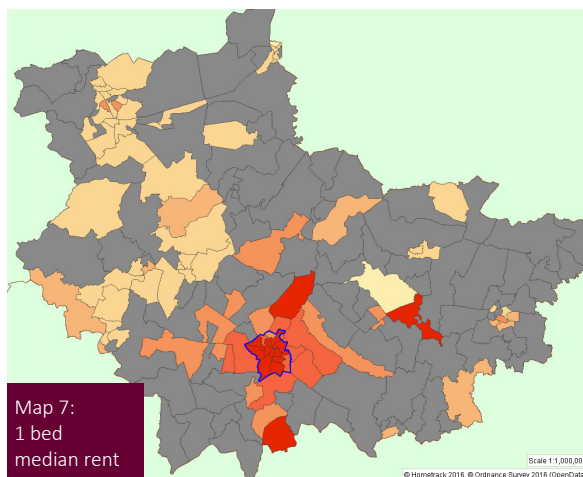 Map 7:
1 bed
median rent
Scale 1:1,000,00
© Hometrack 2016, © Ordnance Survey 2016 (OpenData